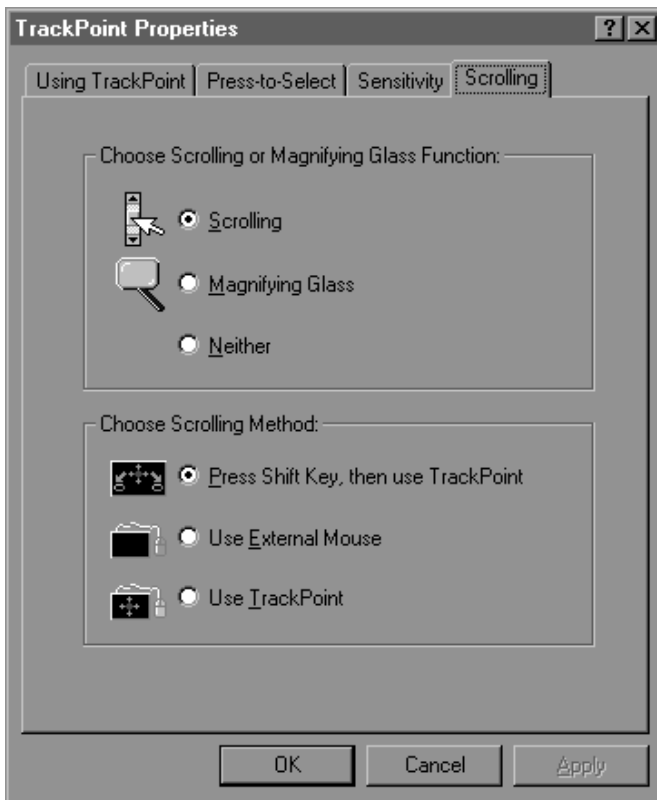 TrackPoint Properties
Using TrackPoint Press-to-Select Sensitivity Scrolling
Choose Scrolling or Magnifying Glass Function:
Scrolling
Magnifying Glass
Neither
Choose Scrolling Method:
Press Shift Key, then use TrackPoint
Use External Mouse
Use TrackPoint
OK Cancel Apply